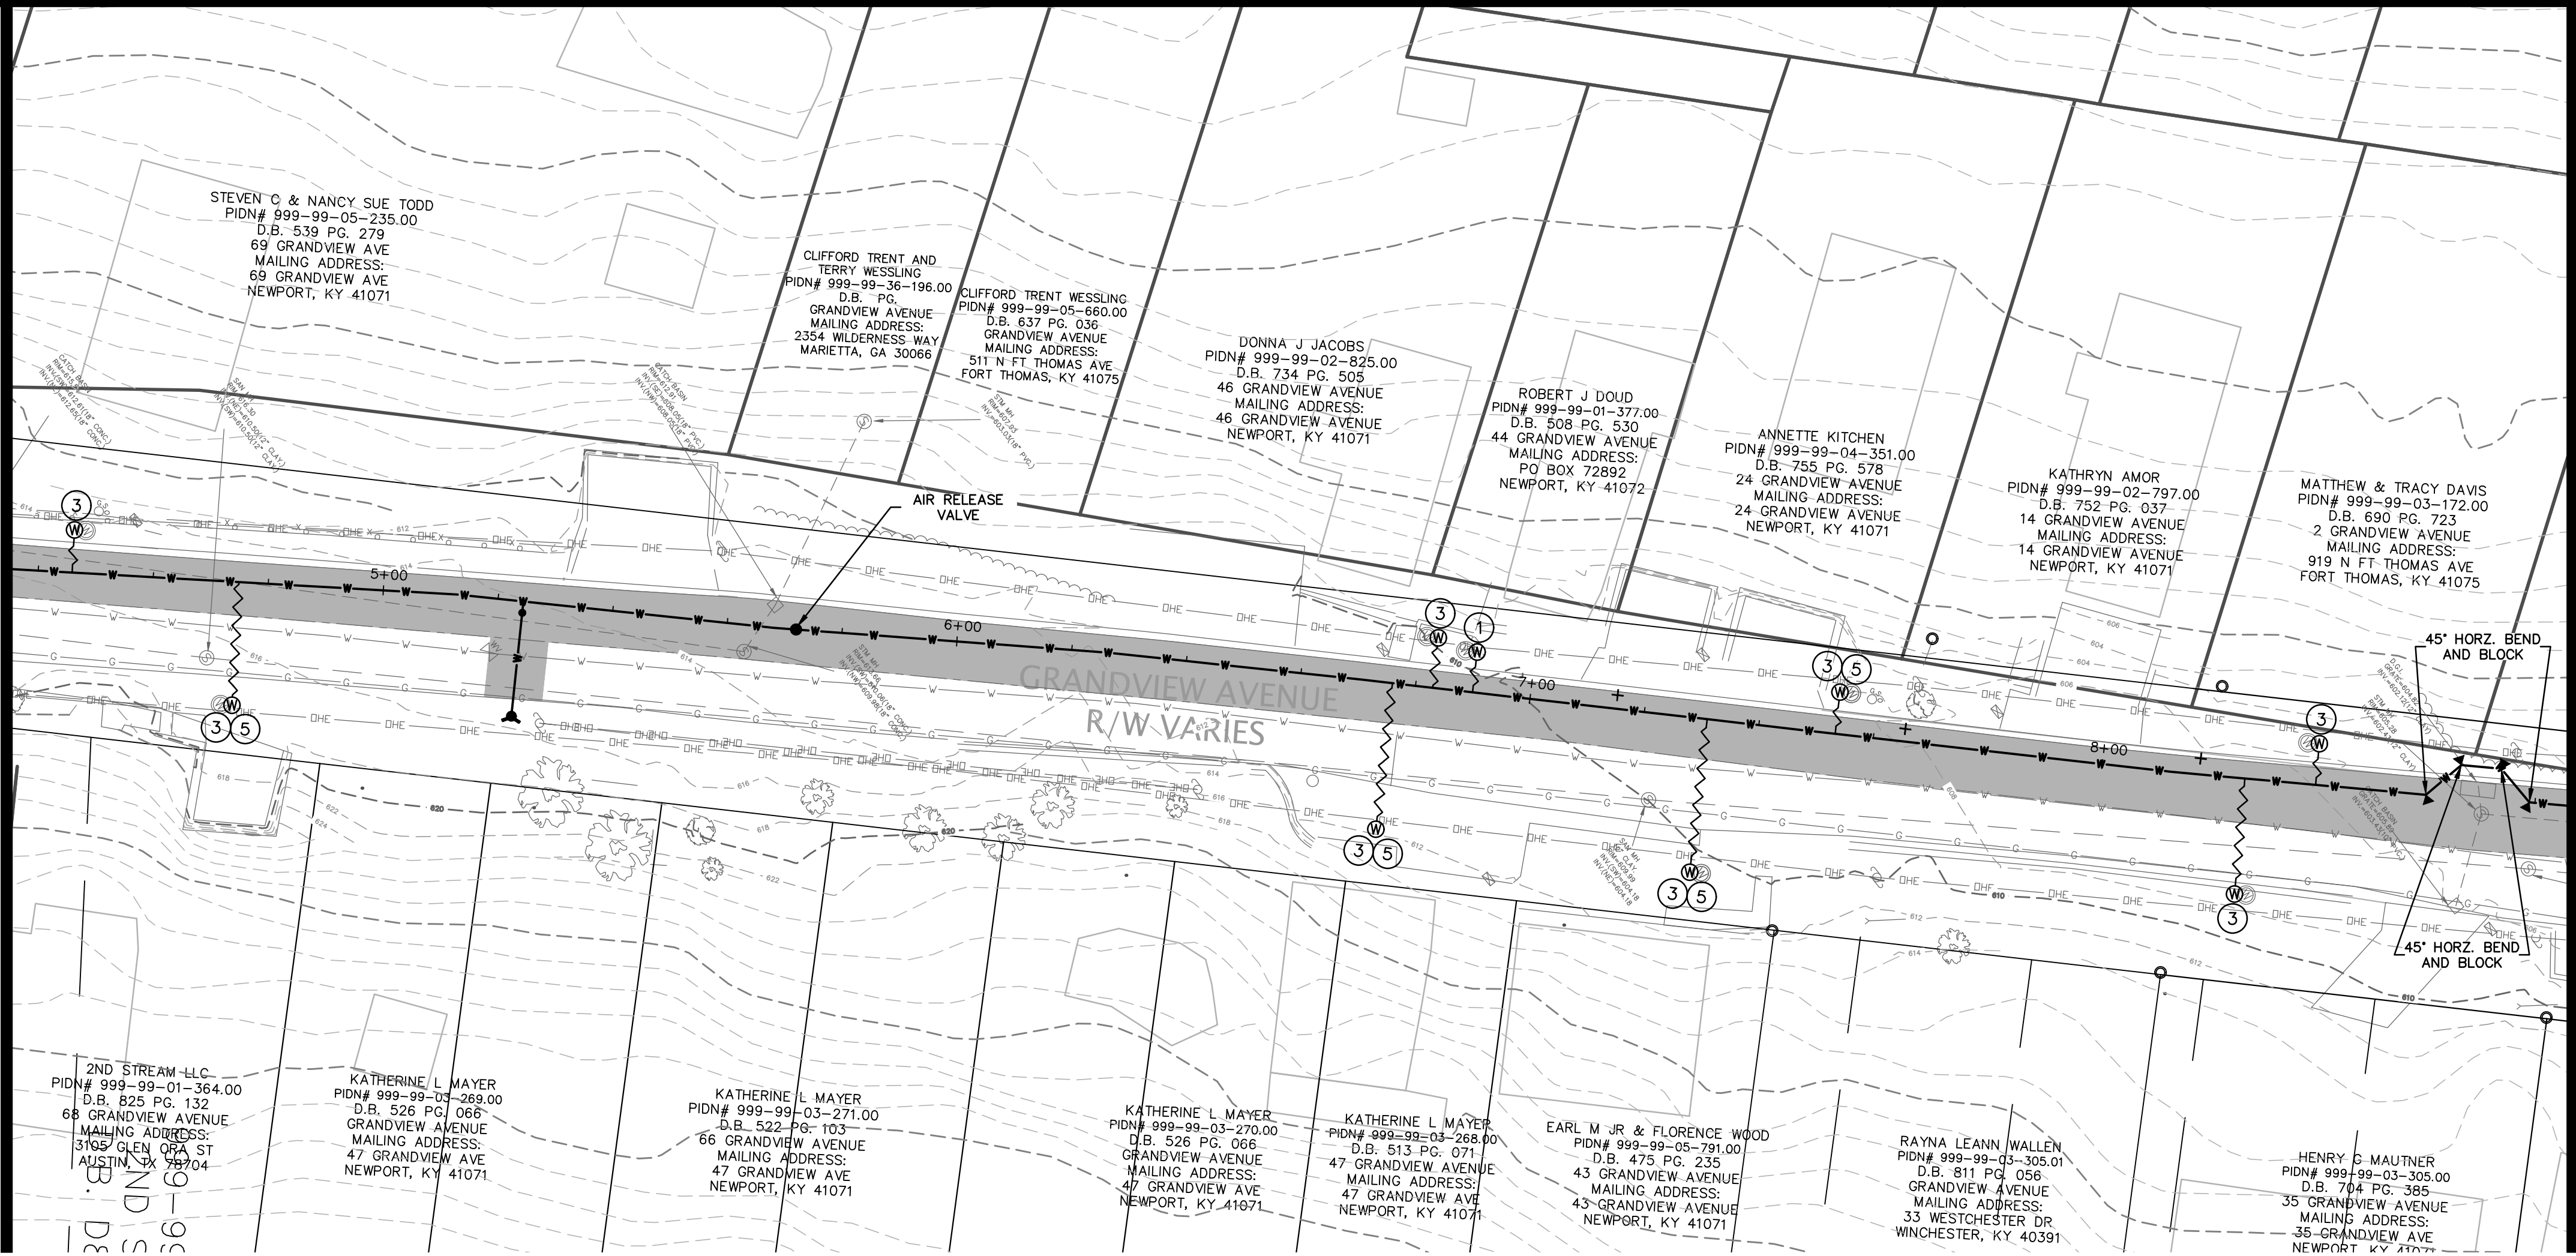 STEVEN C & NANCY SUE TODD
PIDN# 999-99-05-235.00
D.B. 539 PG. 279
69 GRANDVIEW AVE
MAILING ADDRESS:
69 GRANDVIEW AVE
NEWPORT, KY 41071
CLIFFORD TRENT AND
TERRY WESSLING
PIDN# 999-99-36-196.00
D.B. PG.
GRANDVIEW AVENUE
MAILING ADDRESS:
2354 WILDERNESS WAY
MARIETTA, GA 30066
CLIFFORD TRENT WESSLING
PIDN# 999-99-05-660.00
D.B. 637 PG. 036
GRANDVIEW AVENUE
MAILING ADDRESS:
511 N FT THOMAS AVE
FORT THOMAS, KY 41075
DONNA J JACOBS
PIDN# 999-99-02-825.00
D.B. 734 PG. 505
46 GRANDVIEW AVENUE
MAILING ADDRESS:
46 GRANDVIEW AVENUE
NEWPORT, KY 41071
ROBERT J DOUD
PIDN# 999-99-01-377.00
D.B. 508 PG. 530
44 GRANDVIEW AVENUE
MAILING ADDRESS:
PO BOX 72892
NEWPORT, KY 41072
ANNETTE KITCHEN
PIDN# 999-99-04-351.00
D.B. 755 PG. 578
24 GRANDVIEW AVENUE
MAILING ADDRESS:
24 GRANDVIEW AVENUE
NEWPORT, KY 41071
KATHRYN AMOR
PIDN# 999-99-02-797.00
D.B. 752 PG. 037
14 GRANDVIEW AVENUE
MAILING ADDRESS:
14 GRANDVIEW AVENUE
NEWPORT, KY 41071
MATTHEW & TRACY DAVIS
PIDN# 999-99-03-172.00
D.B. 690 PG. 723
2 GRANDVIEW AVENUE
MAILING ADDRESS:
919 N FT THOMAS AVE
FORT THOMAS, KY 41075
AIR RELEASE
VALVE
45° HORZ. BEND
AND BLOCK
5+00
6+00
7+00
8+00
GRANDVIEW AVENUE
R/W VARIES
3
3 5
3
1
3 5
3 5
3 5
3
3
45° HORZ. BEND
AND BLOCK
2ND STREAM LLC
PIDN# 999-99-01-364.00
D.B. 825 PG. 132
68 GRANDVIEW AVENUE
MAILING ADDRESS:
3105 GLEN ORA ST
AUSTIN, TX 78704
KATHERINE L MAYER
PIDN# 999-99-03-269.00
D.B. 526 PG. 066
GRANDVIEW AVENUE
MAILING ADDRESS:
47 GRANDVIEW AVE
NEWPORT, KY 41071
KATHERINE L MAYER
PIDN# 999-99-03-271.00
D.B. 522 PG. 103
66 GRANDVIEW AVENUE
MAILING ADDRESS:
47 GRANDVIEW AVE
NEWPORT, KY 41071
KATHERINE L MAYER
PIDN# 999-99-03-270.00
D.B. 526 PG. 066
GRANDVIEW AVENUE
MAILING ADDRESS:
47 GRANDVIEW AVE
NEWPORT, KY 41071
KATHERINE L MAYER
PIDN# 999-99-03-268.00
D.B. 513 PG. 071
47 GRANDVIEW AVENUE
MAILING ADDRESS:
47 GRANDVIEW AVE
NEWPORT, KY 41071
EARL M JR & FLORENCE WOOD
PIDN# 999-99-05-791.00
D.B. 475 PG. 235
43 GRANDVIEW AVENUE
MAILING ADDRESS:
43 GRANDVIEW AVENUE
NEWPORT, KY 41071
RAYNA LEANN WALLEN
PIDN# 999-99-03-305.01
D.B. 811 PG. 056
GRANDVIEW AVENUE
MAILING ADDRESS:
33 WESTCHESTER DR
WINCHESTER, KY 40391
HENRY G MAUTNER
PIDN# 999-99-03-305.00
D.B. 704 PG. 385
35 GRANDVIEW AVENUE
MAILING ADDRESS:
35 GRANDVIEW AVE
NEWPORT, KY 41071